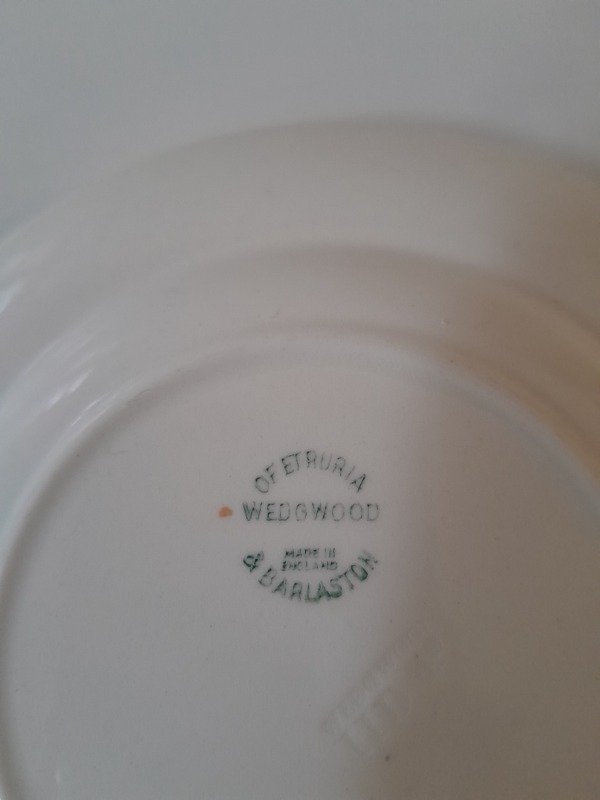 OF ETRURIA
WEDGWOOD
MADE IN
ENGLAND
& BARLASTON